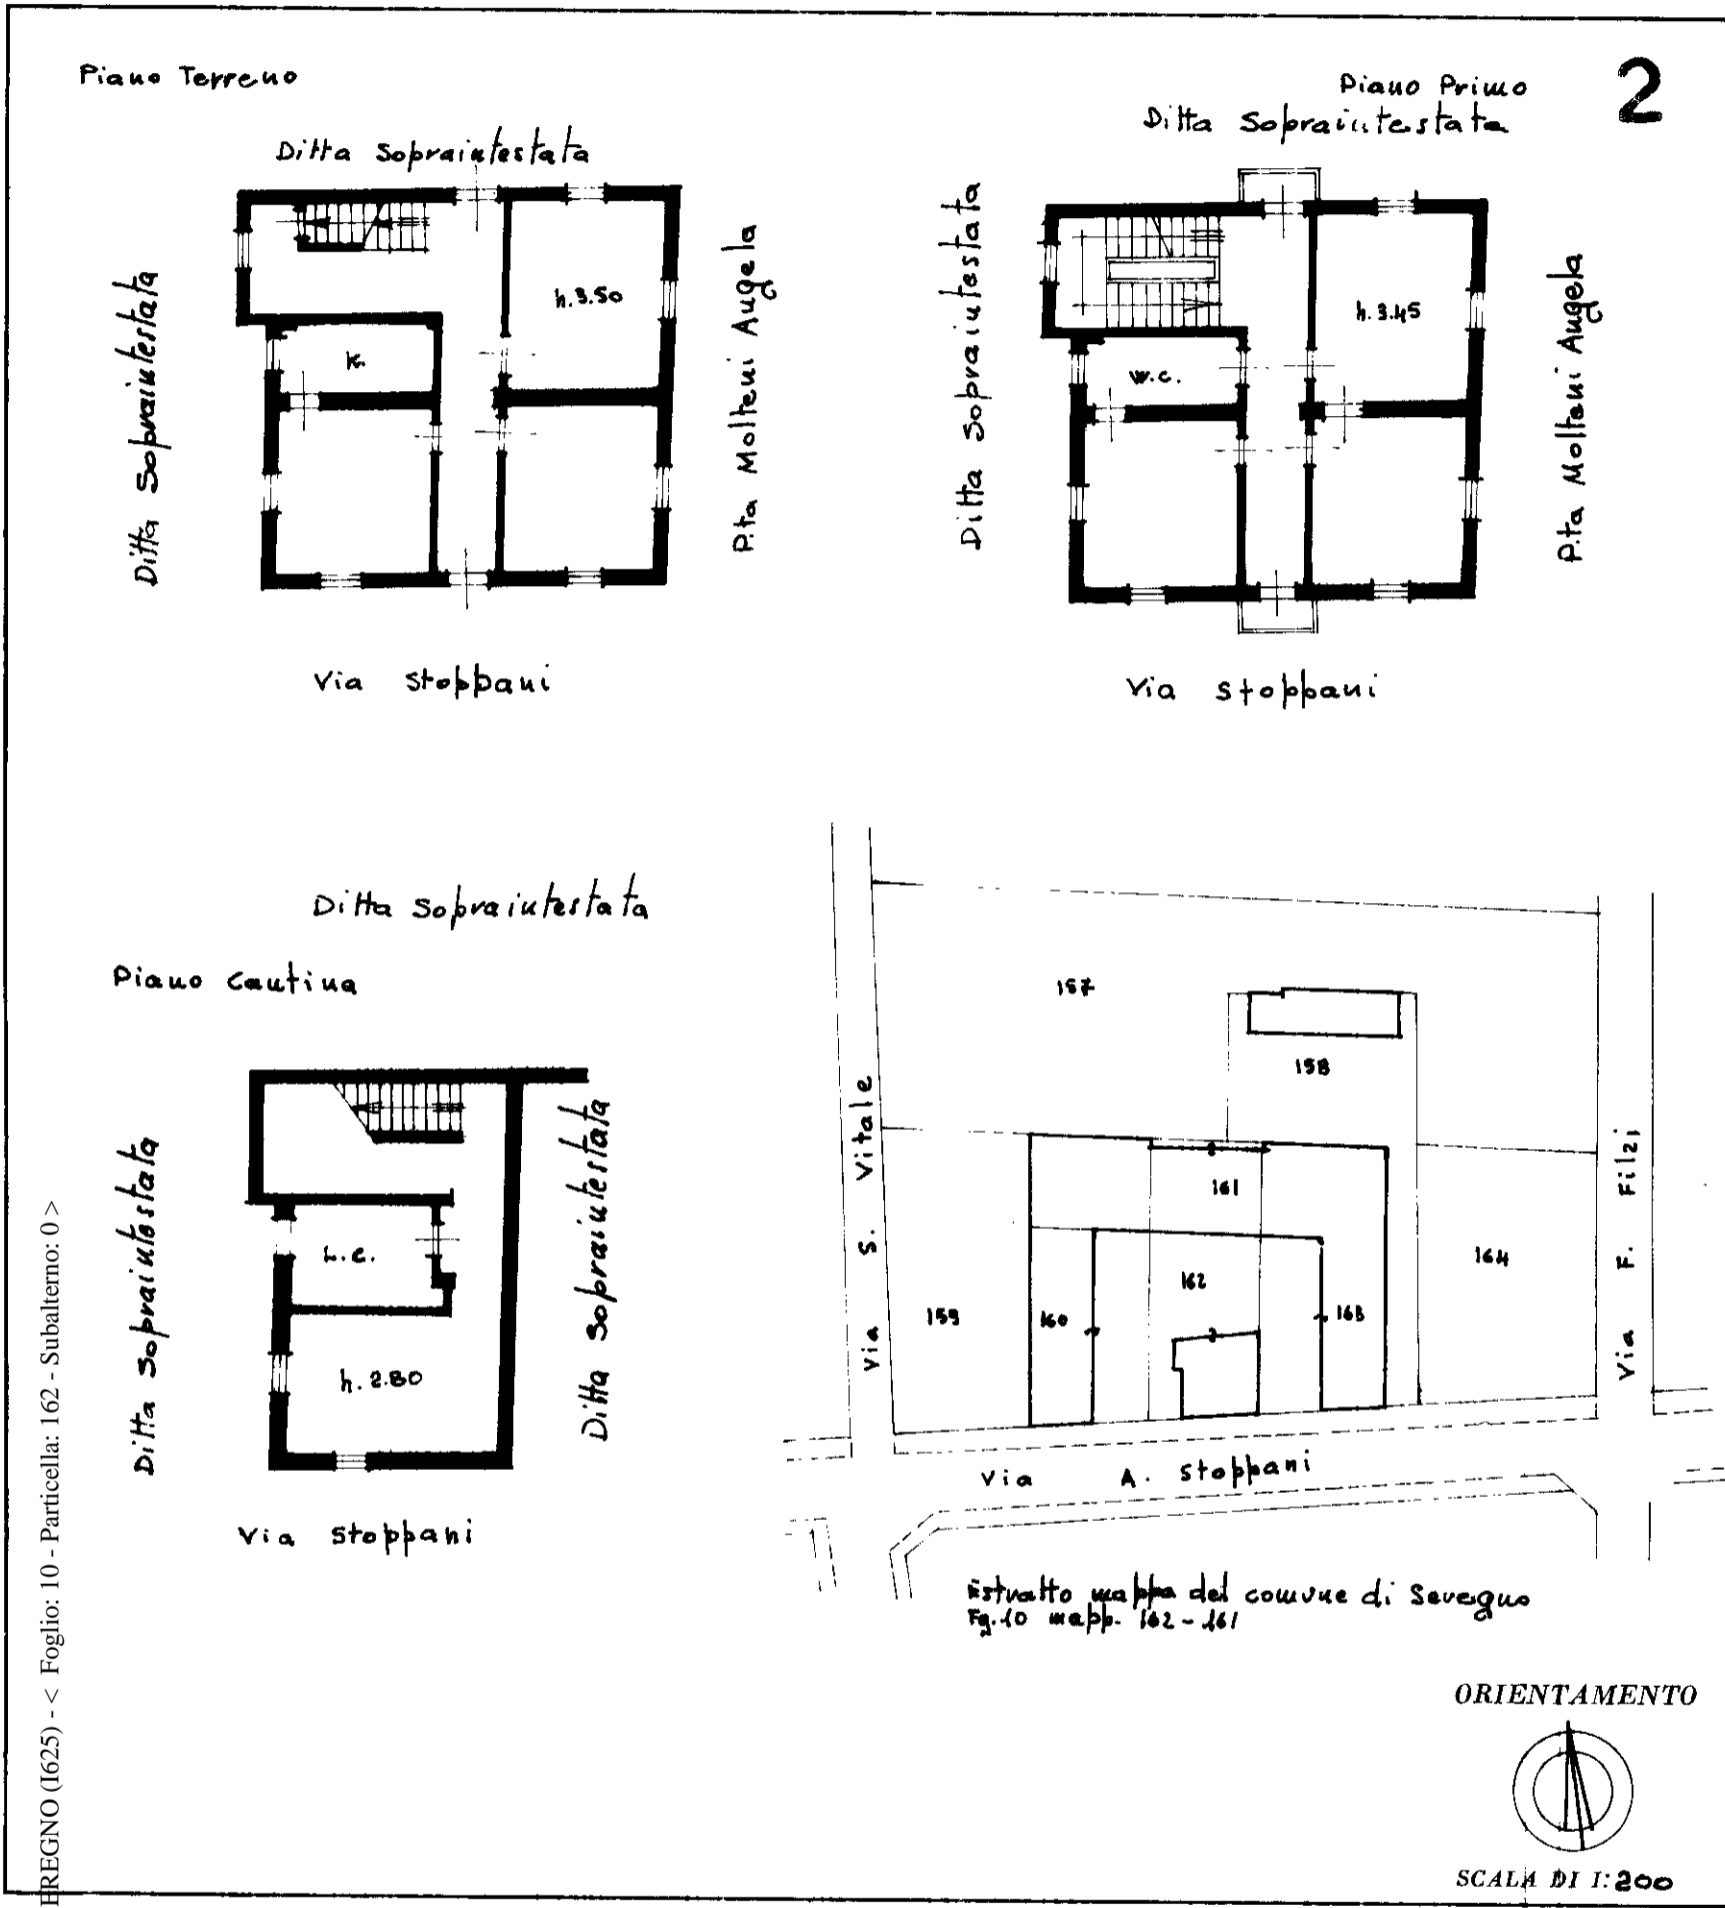 2
Piano Terreno
Ditta Sopraintestata
Ditta Sopraintestata
h.3.50
K.
P.ta Molteni Angela
Via Stoppani
Piano Primo
Ditta Sopraintestata
Ditta Sopraintestata
h.3.45
W.C.
P.ta Molteni Angela
Via Stoppani
Ditta Sopraintestata
Piano Cantina
Ditta Sopraintestata
L.C.
h.2.80
Ditta Sopraintestata
Via Stoppani
157
158
Via S. Vitale
161
162
159
160
163
164
Via F. Filzi
Via A. Stoppani
Estratto mappa del comune di Seregno
Fg.10 mapp. 162-161
ORIENTAMENTO
SCALA DI 1:200
EREGNO (I625) - < Foglio: 10 - Particella: 162 - Subalterno: 0 >